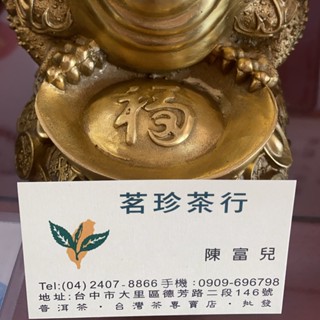 福
茗珍茶行
陳富兒
Tel:(04) 2407-8866 手機:0909-696798
地址:台中市大里區德芳路二段146號
普洱茶·台灣茶專賣店·批發